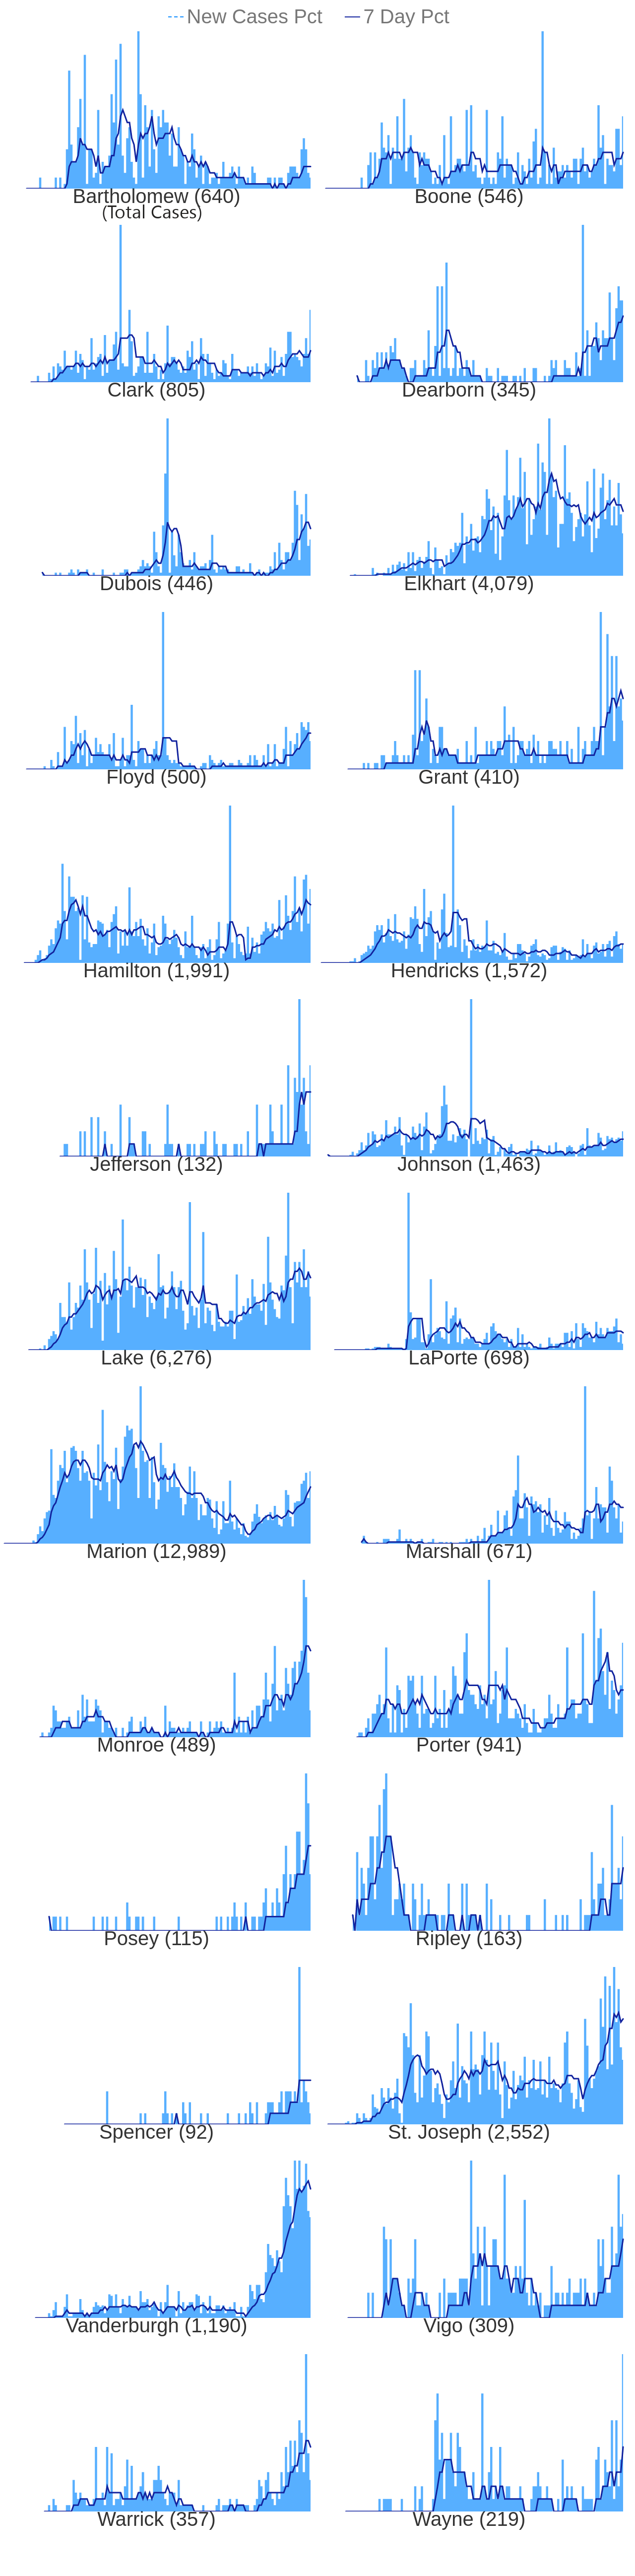 New Cases Pct 7 Day Pct
Bartholomew (640) Boone (546)
(Total Cases)
Clark (805) Dearborn (345)
Dubois (446) Elkhart (4,079)
Floyd (500) Grant (410)
Hamilton (1,991) Hendricks (1,572)
Jefferson (132) Johnson (1,463)
Lake (6,276) LaPorte (698)
Marion (12,989) Marshall (671)
Monroe (489) Porter (941)
Posey (115) Ripley (163)
Spencer (92) St. Joseph (2,552)
Vanderburgh (1,190) Vigo (309)
Warrick (357) Wayne (219)